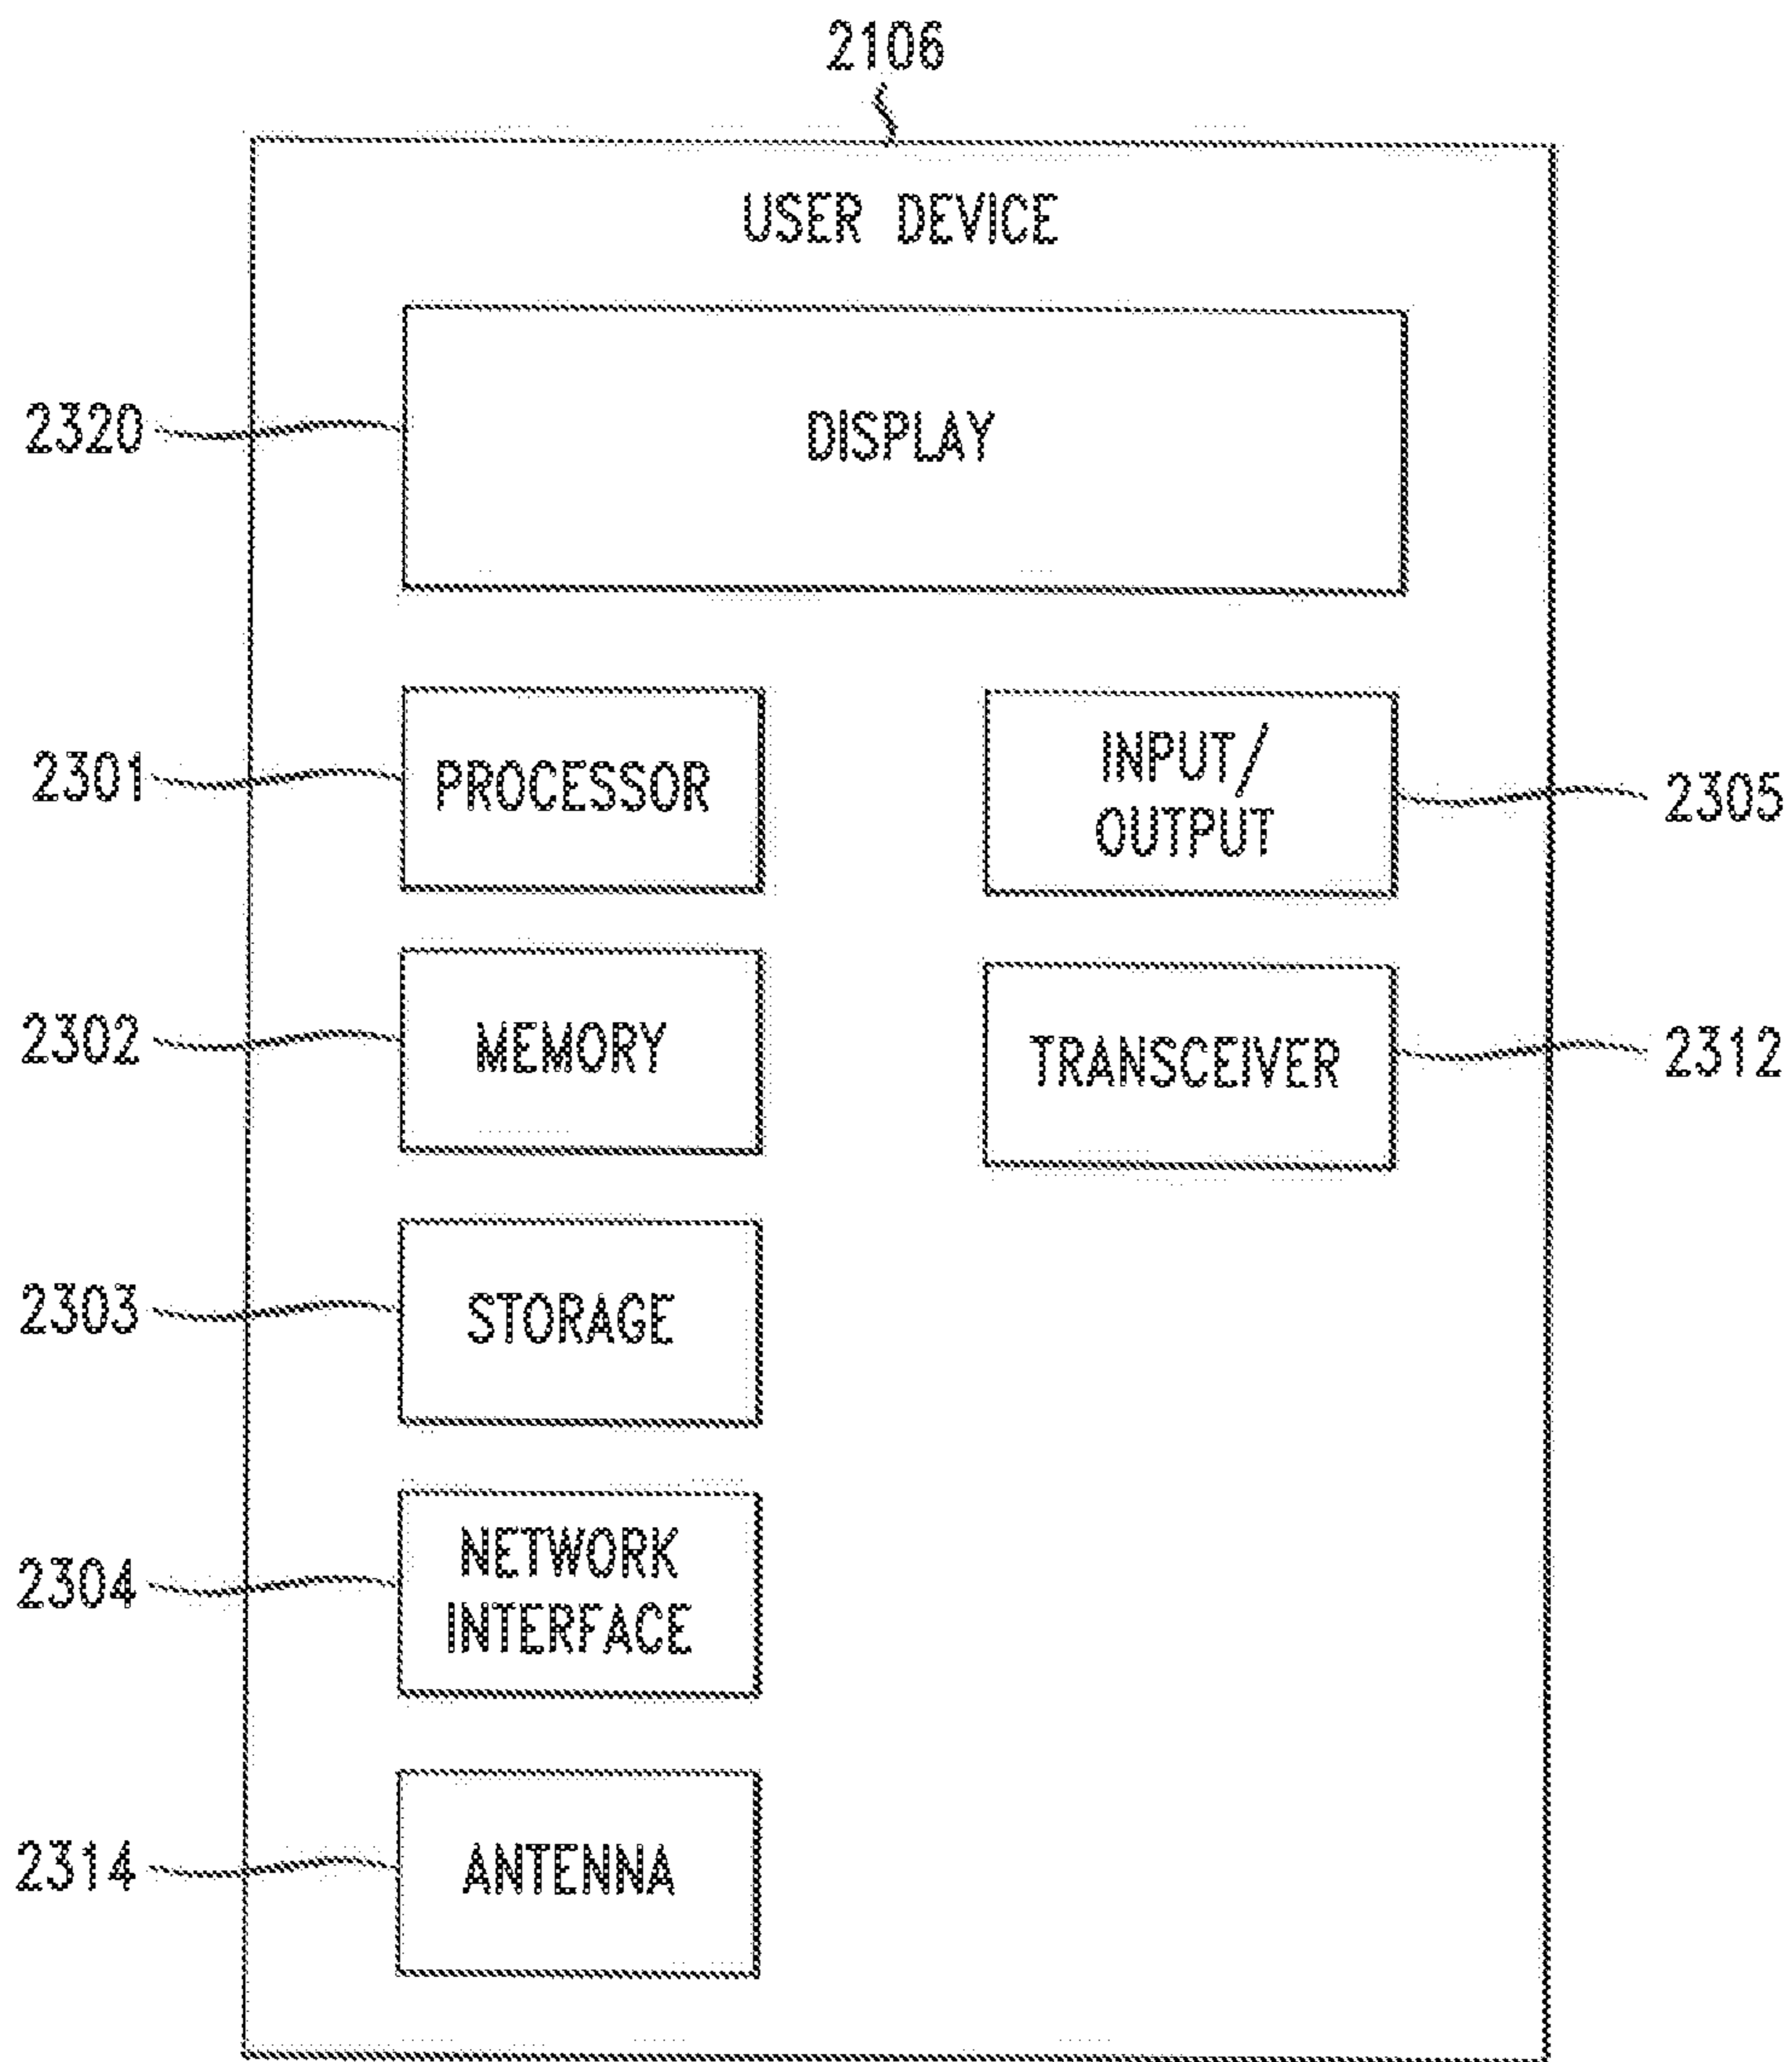 2106
USER DEVICE
2320
DISPLAY
2301
PROCESSOR
INPUT/
OUTPUT
2305
2302
MEMORY
TRANSCEIVER
2312
2303
STORAGE
2304
NETWORK
INTERFACE
2314
ANTENNA